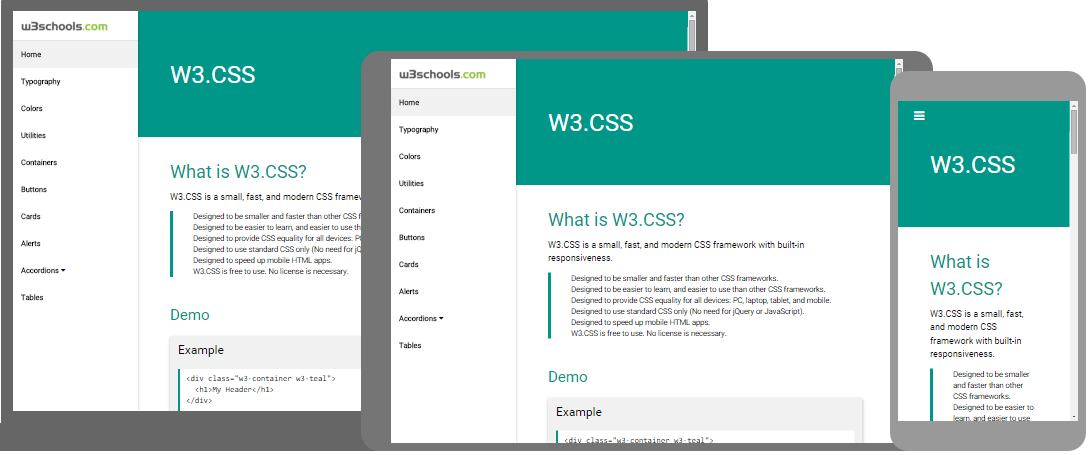 w3schools.com
Home
Typography
Colors
Utilities
Containers
Buttons
Cards
Alerts
Accordions
Tables
W3.CSS
What is W3.CSS?
W3.CSS is a small, fast, and modern CSS framew
Designed to be smaller and faster than other CSS f
Designed to be easier to learn, and easier to use th
Designed to provide CSS equality for all devices: PC
Designed to use standard CSS only (No need for jQ
Designed to speed up mobile HTML apps.
W3.CSS is free to use. No license is necessary.
Demo
Example
<div class="w3-container w3-teal">
<h1>My Header</h1>
</div>
w3schools.com
Home
Typography
Colors
Utilities
Containers
Buttons
Cards
Alerts
Accordions
Tables
W3.CSS
What is W3.CSS?
W3.CSS is a small, fast, and modern CSS framework with built-in
responsiveness.
Designed to be smaller and faster than other CSS frameworks.
Designed to be easier to learn, and easier to use than other CSS frameworks.
Designed to provide CSS equality for all devices: PC, laptop, tablet, and mobile.
Designed to use standard CSS only (No need for jQuery or JavaScript).
Designed to speed up mobile HTML apps.
W3.CSS is free to use. No license is necessary.
Demo
Example
<div class="w3-container w3-teal">
W3.CSS
What is
W3.CSS?
W3.CSS is a small, fast,
and modern CSS
framework with built-in
responsiveness.
Designed to be smaller
and faster than other
CSS frameworks.
Designed to be easier to
learn, and easier to use